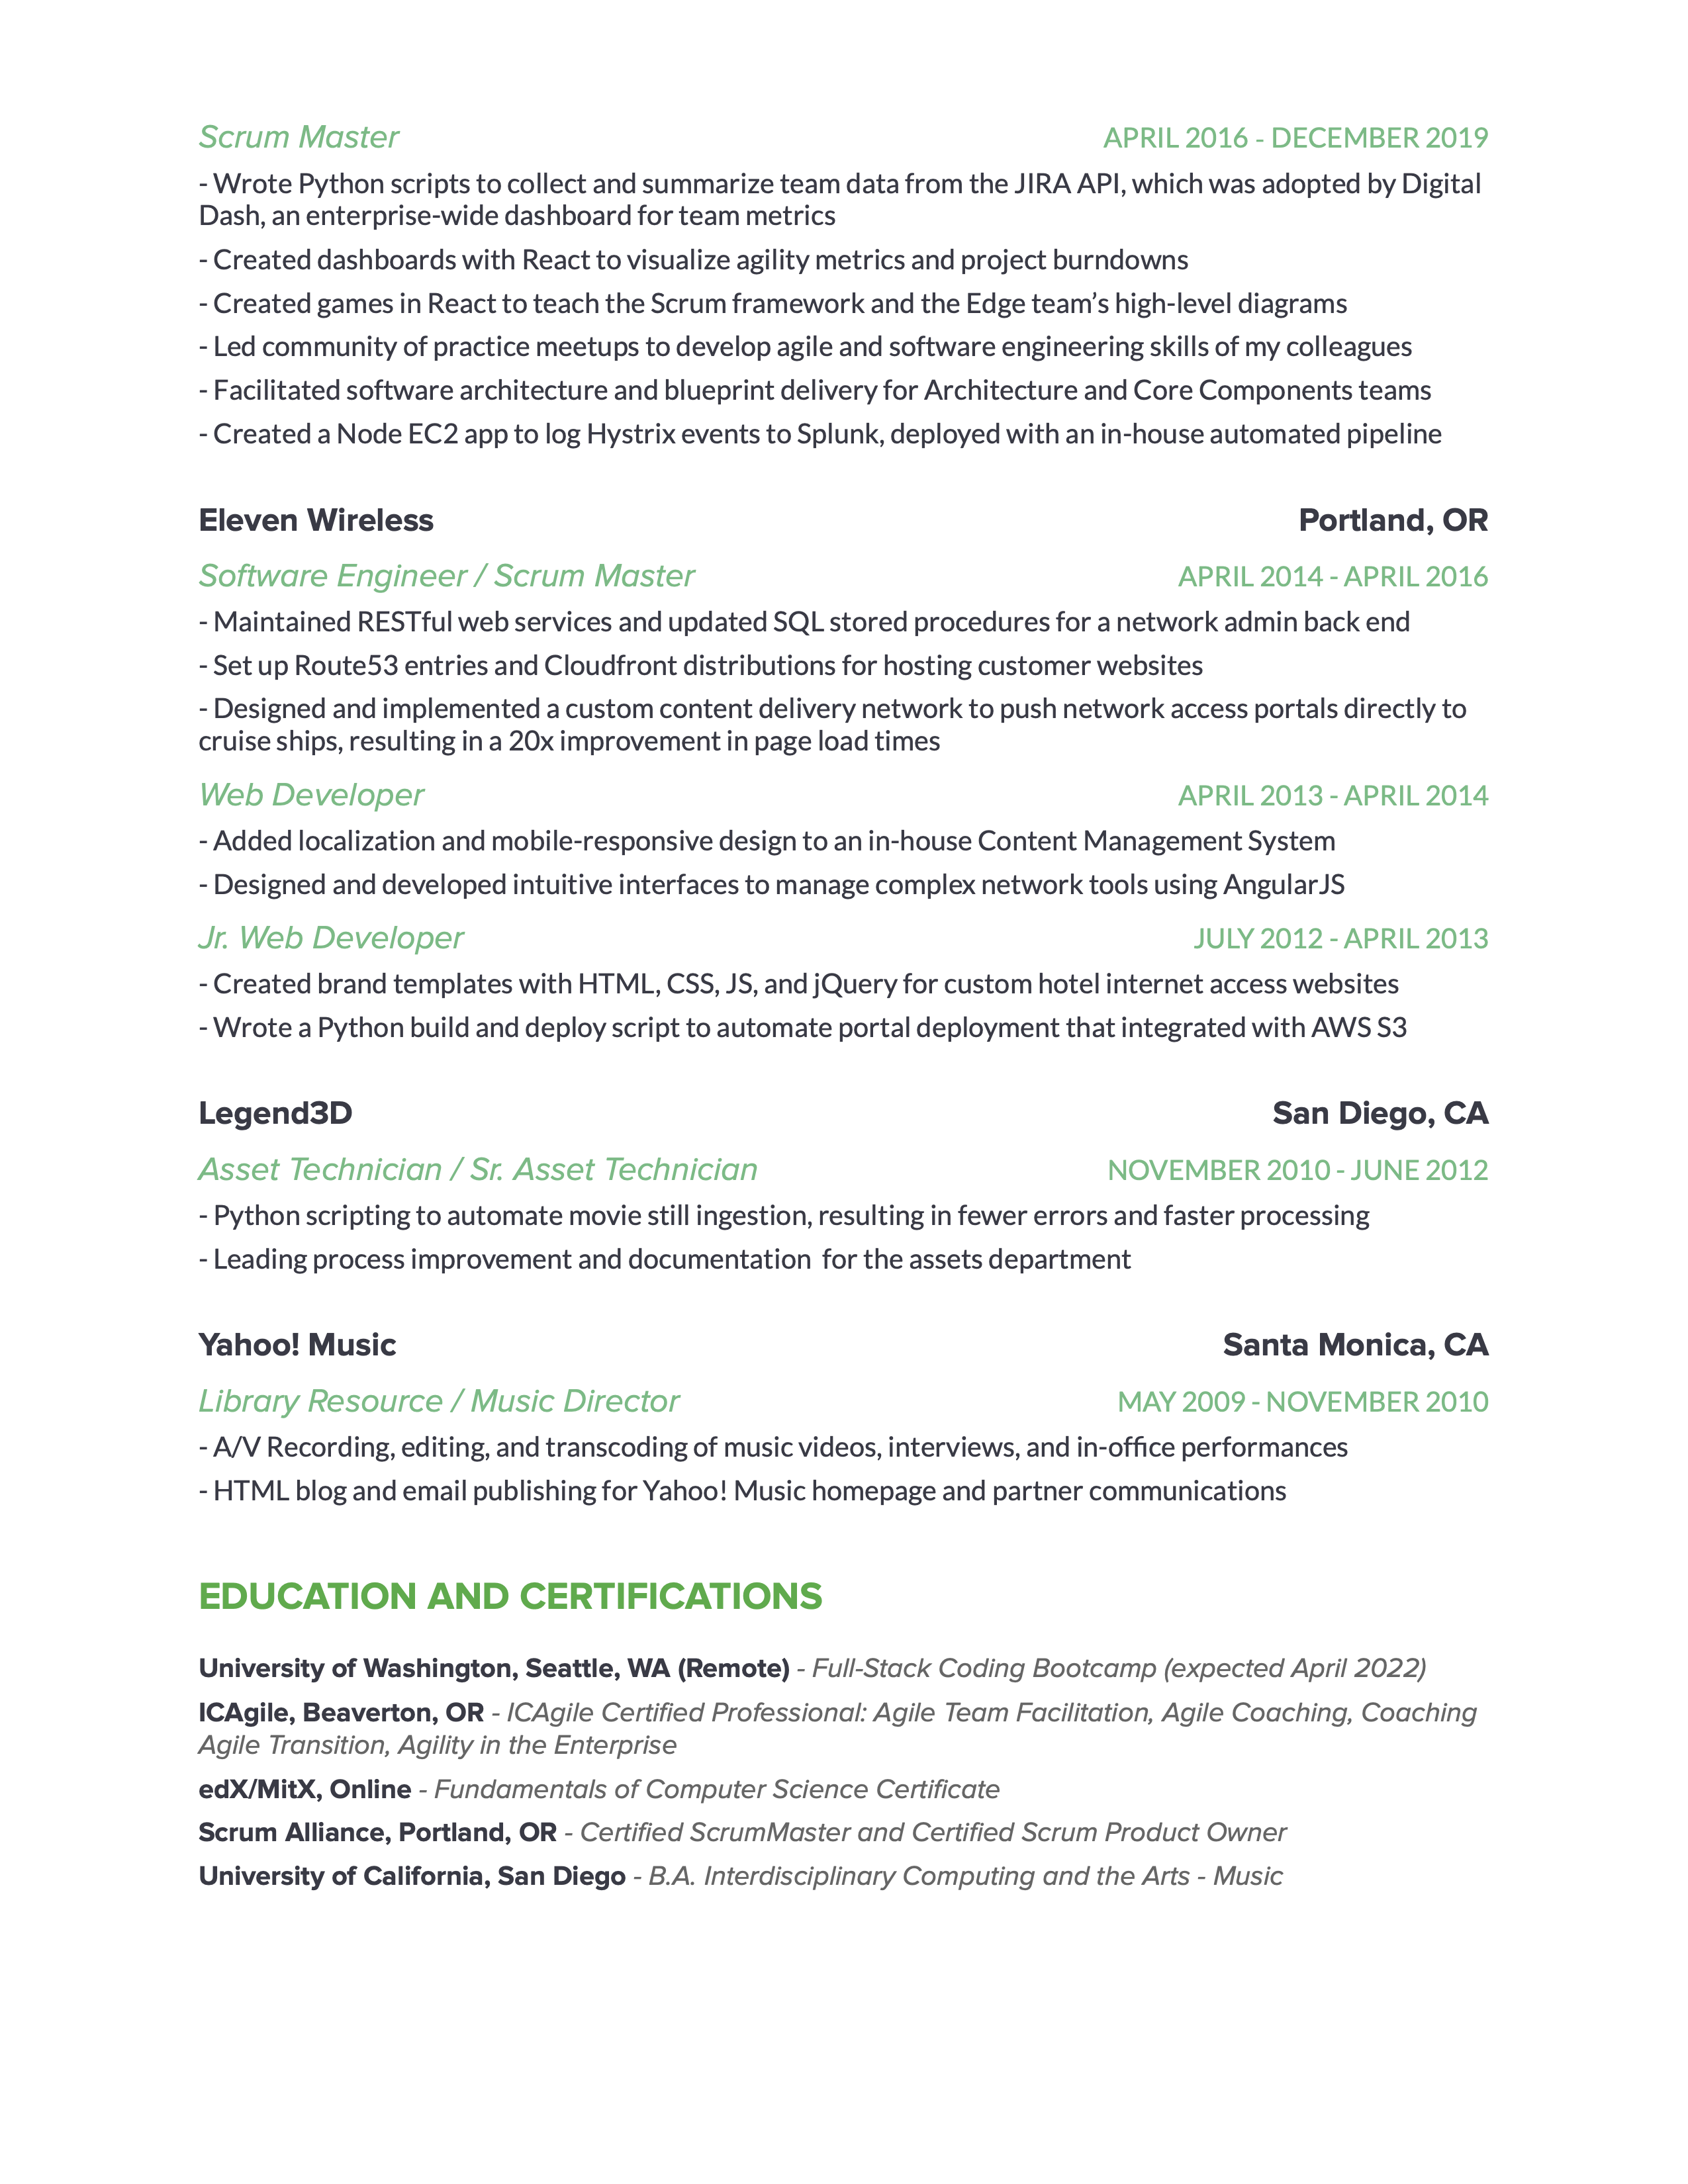 Scrum Master APRIL 2016 - DECEMBER 2019
- Wrote Python scripts to collect and summarize team data from the JIRA API, which was adopted by Digital
Dash, an enterprise-wide dashboard for team metrics
- Created dashboards with React to visualize agility metrics and project burndowns
- Created games in React to teach the Scrum framework and the Edge team’s high-level diagrams
- Led community of practice meetups to develop agile and software engineering skills of my colleagues
- Facilitated software architecture and blueprint delivery for Architecture and Core Components teams
- Created a Node EC2 app to log Hystrix events to Splunk, deployed with an in-house automated pipeline
Eleven Wireless Portland, OR
Software Engineer / Scrum Master APRIL 2014 - APRIL 2016
- Maintained RESTful web services and updated SQL stored procedures for a network admin back end
- Set up Route53 entries and Cloudfront distributions for hosting customer websites
- Designed and implemented a custom content delivery network to push network access portals directly to
cruise ships, resulting in a 20x improvement in page load times
Web Developer APRIL 2013 - APRIL 2014
- Added localization and mobile-responsive design to an in-house Content Management System
- Designed and developed intuitive interfaces to manage complex network tools using AngularJS
Jr. Web Developer JULY 2012 - APRIL 2013
- Created brand templates with HTML, CSS, JS, and jQuery for custom hotel internet access websites
- Wrote a Python build and deploy script to automate portal deployment that integrated with AWS S3
Legend3D San Diego, CA
Asset Technician / Sr. Asset Technician NOVEMBER 2010 - JUNE 2012
- Python scripting to automate movie still ingestion, resulting in fewer errors and faster processing
- Leading process improvement and documentation  for the assets department
Yahoo! Music Santa Monica, CA
Library Resource / Music Director MAY 2009 - NOVEMBER 2010
- A/V Recording, editing, and transcoding of music videos, interviews, and in-office performances
- HTML blog and email publishing for Yahoo! Music homepage and partner communications
EDUCATION AND CERTIFICATIONS
University of Washington, Seattle, WA (Remote) - Full-Stack Coding Bootcamp (expected April 2022)
ICAgile, Beaverton, OR - ICAgile Certified Professional: Agile Team Facilitation, Agile Coaching, Coaching
Agile Transition, Agility in the Enterprise
edX/MitX, Online - Fundamentals of Computer Science Certificate
Scrum Alliance, Portland, OR - Certified ScrumMaster and Certified Scrum Product Owner
University of California, San Diego - B.A. Interdisciplinary Computing and the Arts - Music